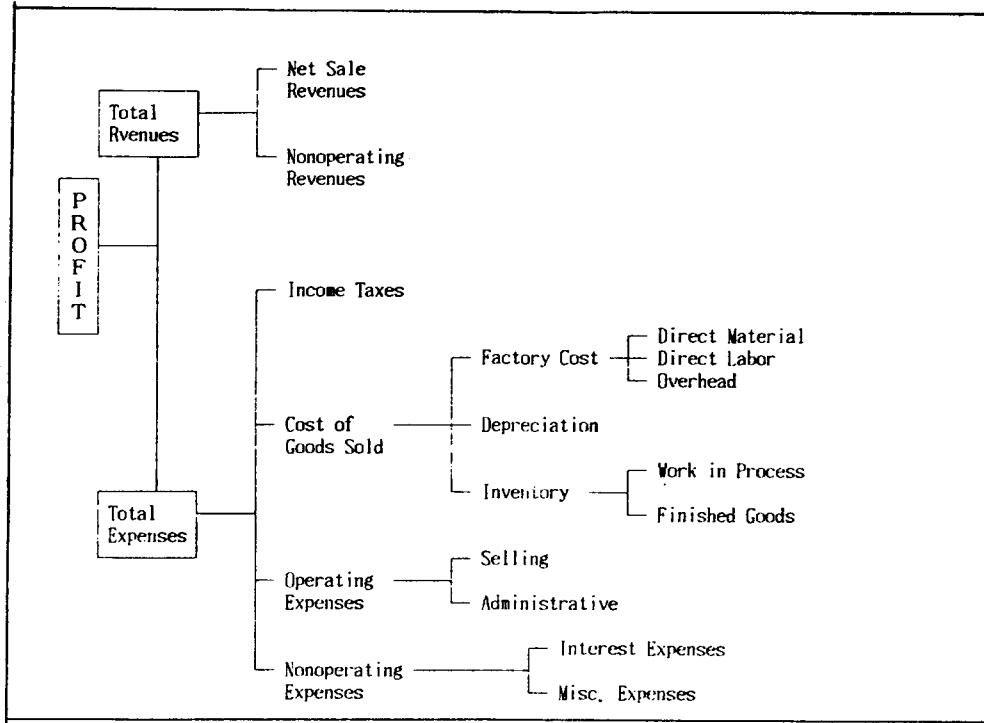 Net Sale
Revenues
Total
Rvenues
Nonoperating
Revenues
PROFIT
Income Taxes
Direct Material
Factory Cost
Direct Labor
Overhead
Cost of
Goods Sold
Depreciation
Work in Process
Inventory
Finished Goods
Total
Expenses
Selling
Operating
Expenses
Administrative
Interest Expenses
Nonoperating
Expenses
Misc. Expenses